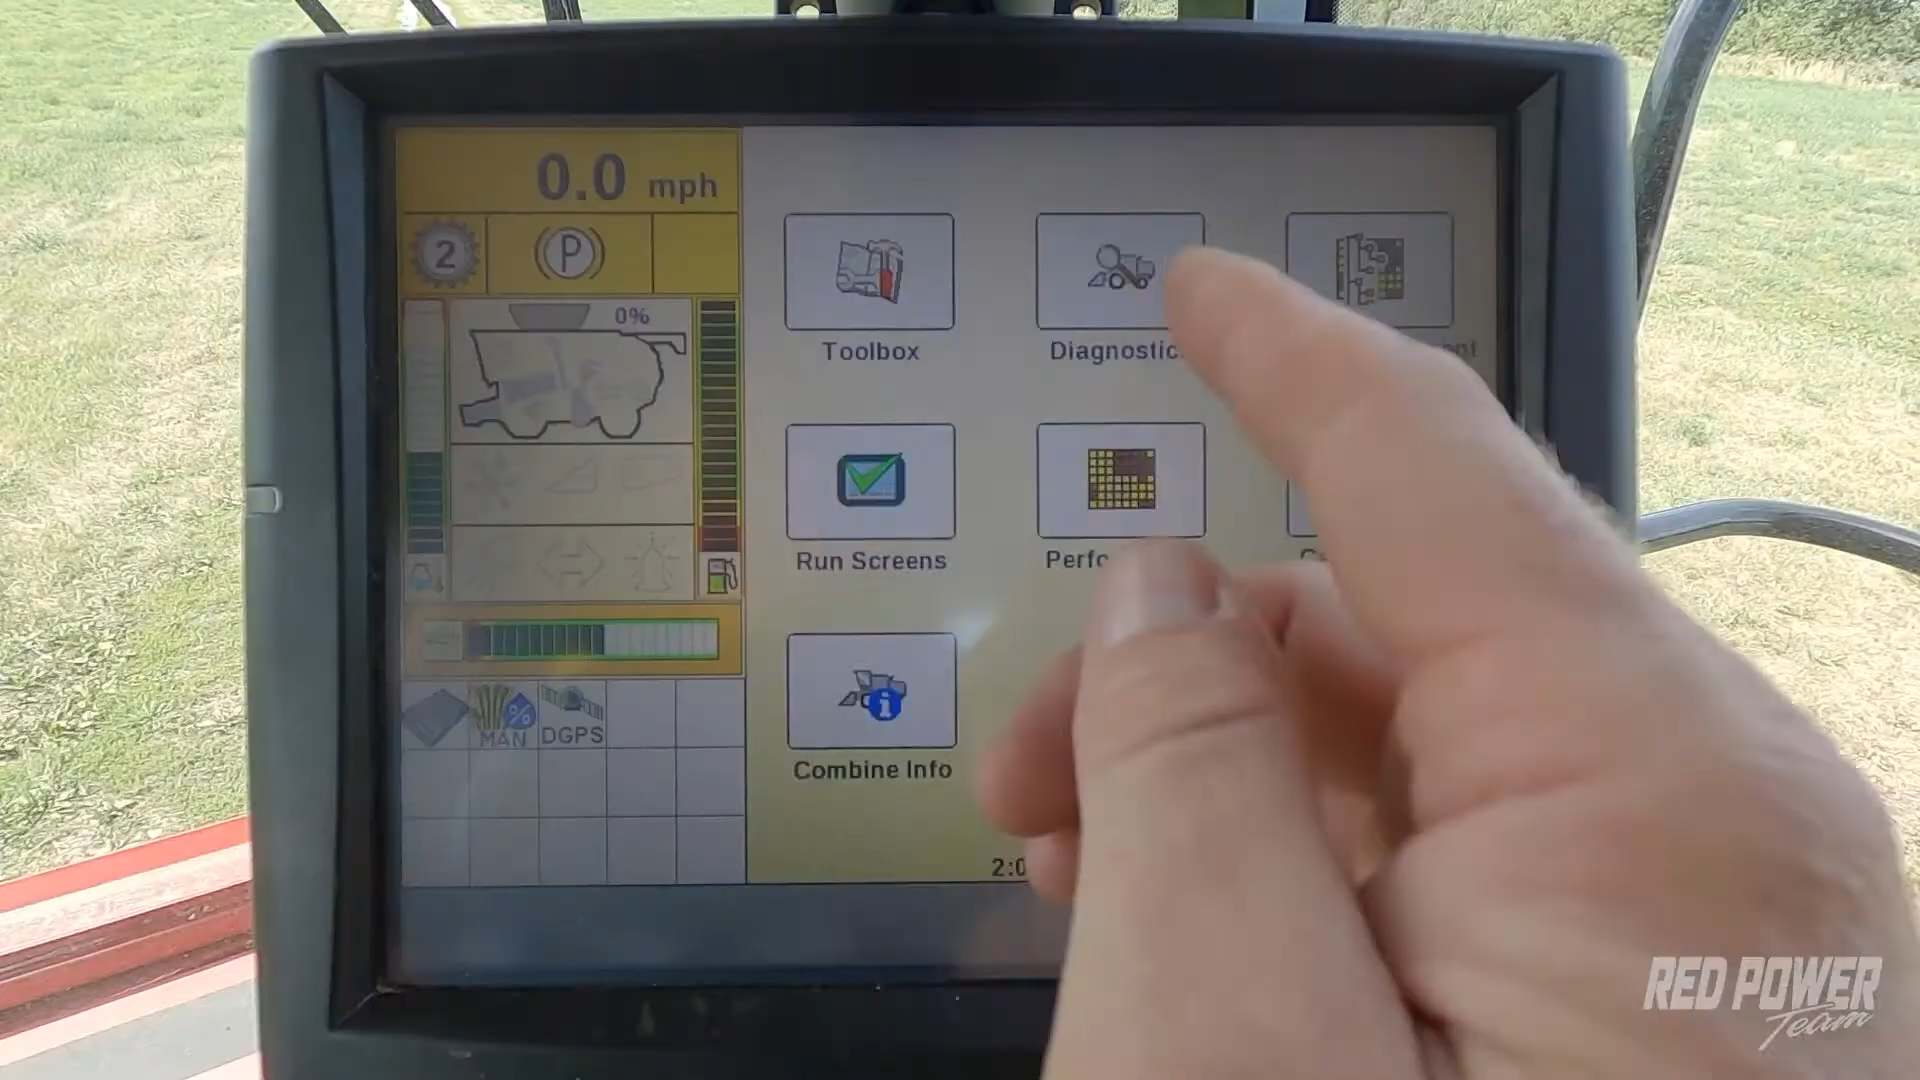 0.0 mph
2
P
0%
MAN
DGPS
Toolbox
Run Screens
Combine Info
RED POWER
Team